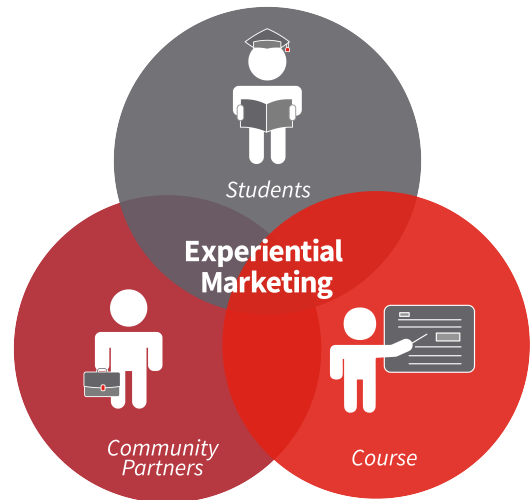 Students
Experiential
Marketing
Community
Partners
Course